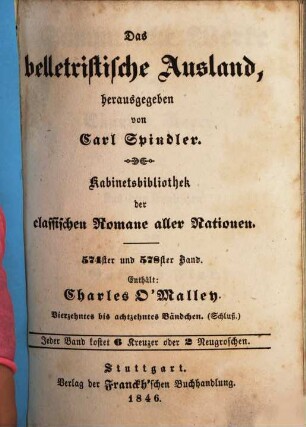 Das
belletristische Ausland,
herausgegeben
von
Carl Spindler.
Kabinetsbibliothek
der
classischen Romane aller Nationen.
574ster und 578ster Band.
Enthält:
Charles O'Malley.
Vierzehntes bis achtzehntes Bändchen. (Schluß.)
Jeder Band kostet 6 Kreuzer oder 2 Neugroschen.
Stuttgart.
Verlag der Franckh'schen Buchhandlung.
1846.